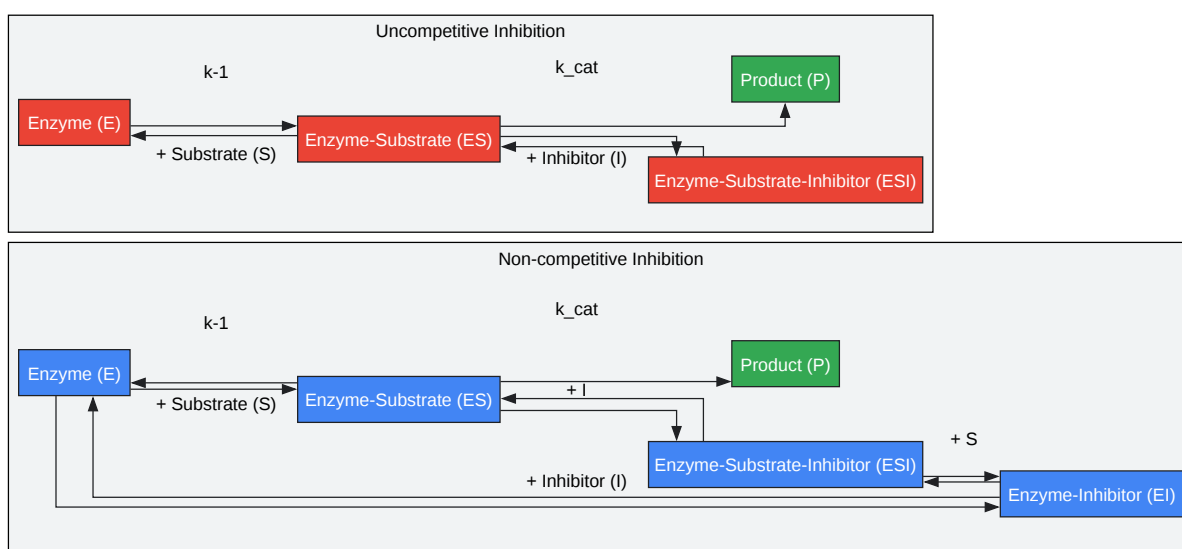 Uncompetitive Inhibition
k-1
k_cat
Product (P)
Enzyme (E)
Enzyme-Substrate (ES)
+ Substrate (S)
+ Inhibitor (I)
Enzyme-Substrate-Inhibitor (ESI)
Non-competitive Inhibition
k-1
k_cat
Product (P)
Enzyme (E)
+ I
Enzyme-Substrate (ES)
+ Substrate (S)
+ S
Enzyme-Substrate-Inhibitor (ESI)
+ Inhibitor (I)
Enzyme-Inhibitor (EI)